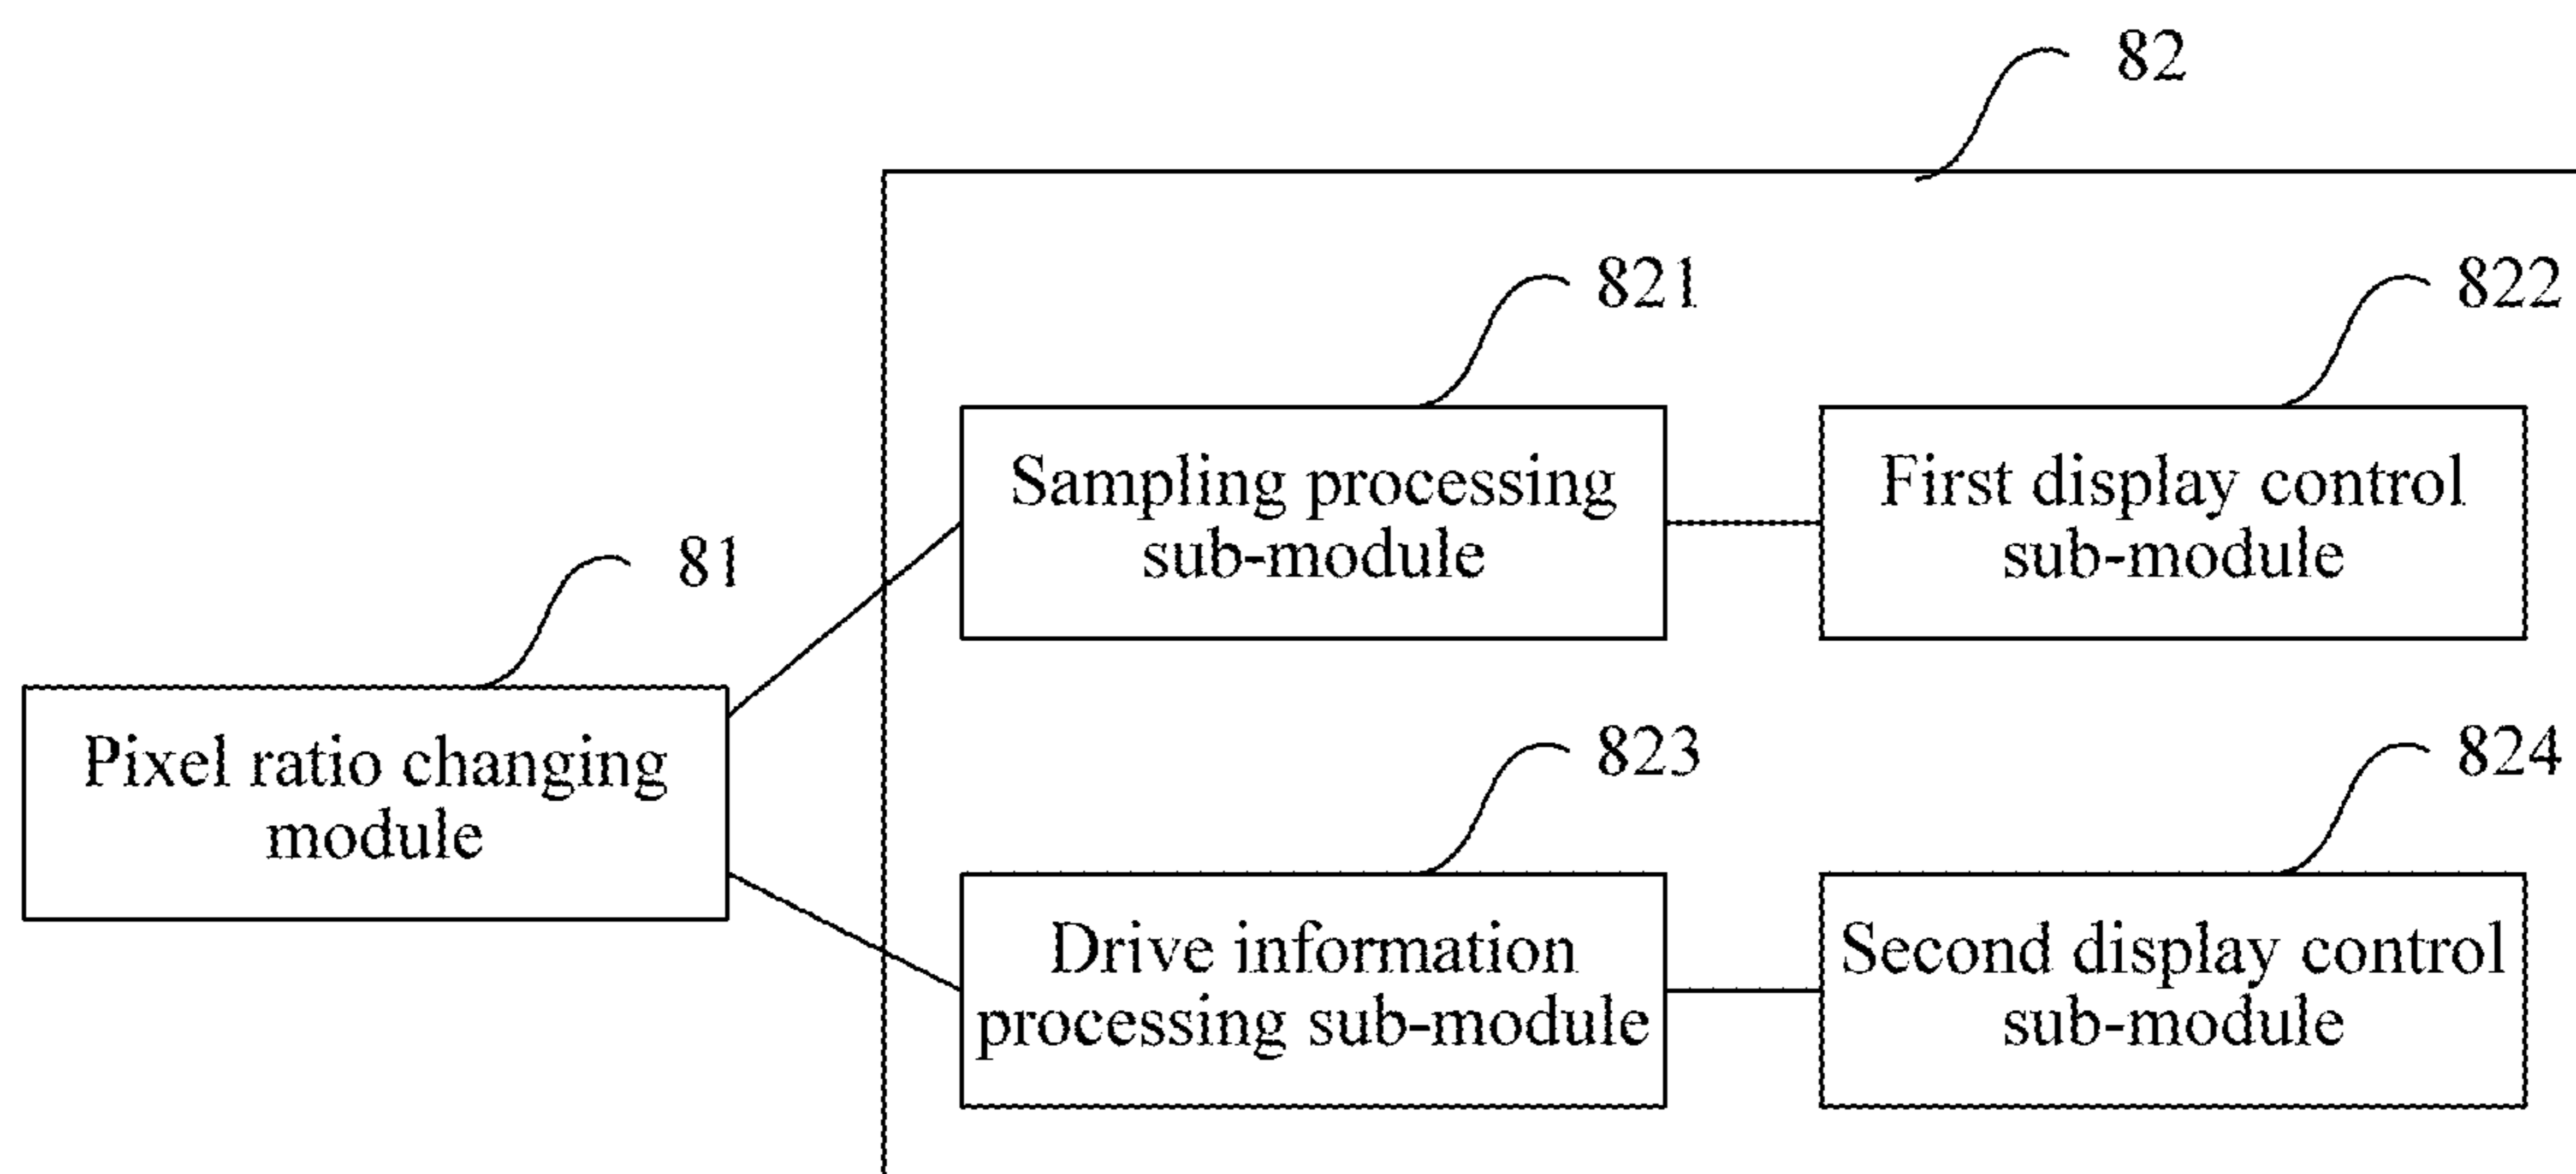 82
821
822
Sampling processing
sub-module
First display control
sub-module
81
Pixel ratio changing
module
823
824
Drive information
processing sub-module
Second display control
sub-module